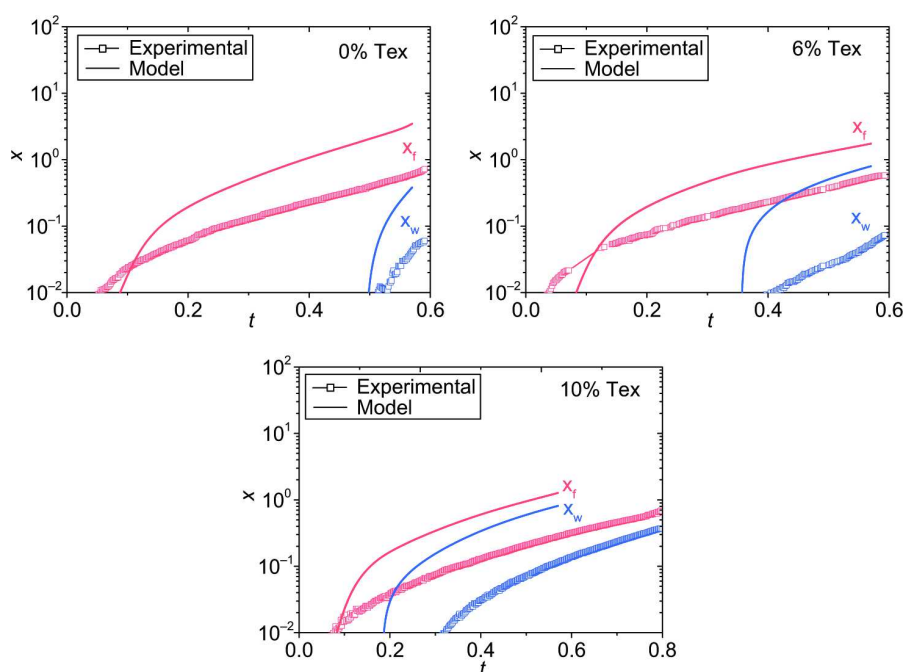 10²
10¹
10⁰
10⁻¹
10⁻²
x
Experimental
Model
0% Tex
x_f
x_w
0.0 0.2 0.4 0.6
t
10²
10¹
10⁰
10⁻¹
10⁻²
x
Experimental
Model
6% Tex
x_f
x_w
0.0 0.2 0.4 0.6
t
10²
10¹
10⁰
10⁻¹
10⁻²
x
Experimental
Model
10% Tex
x_f
x_w
0.0 0.2 0.4 0.6 0.8
t